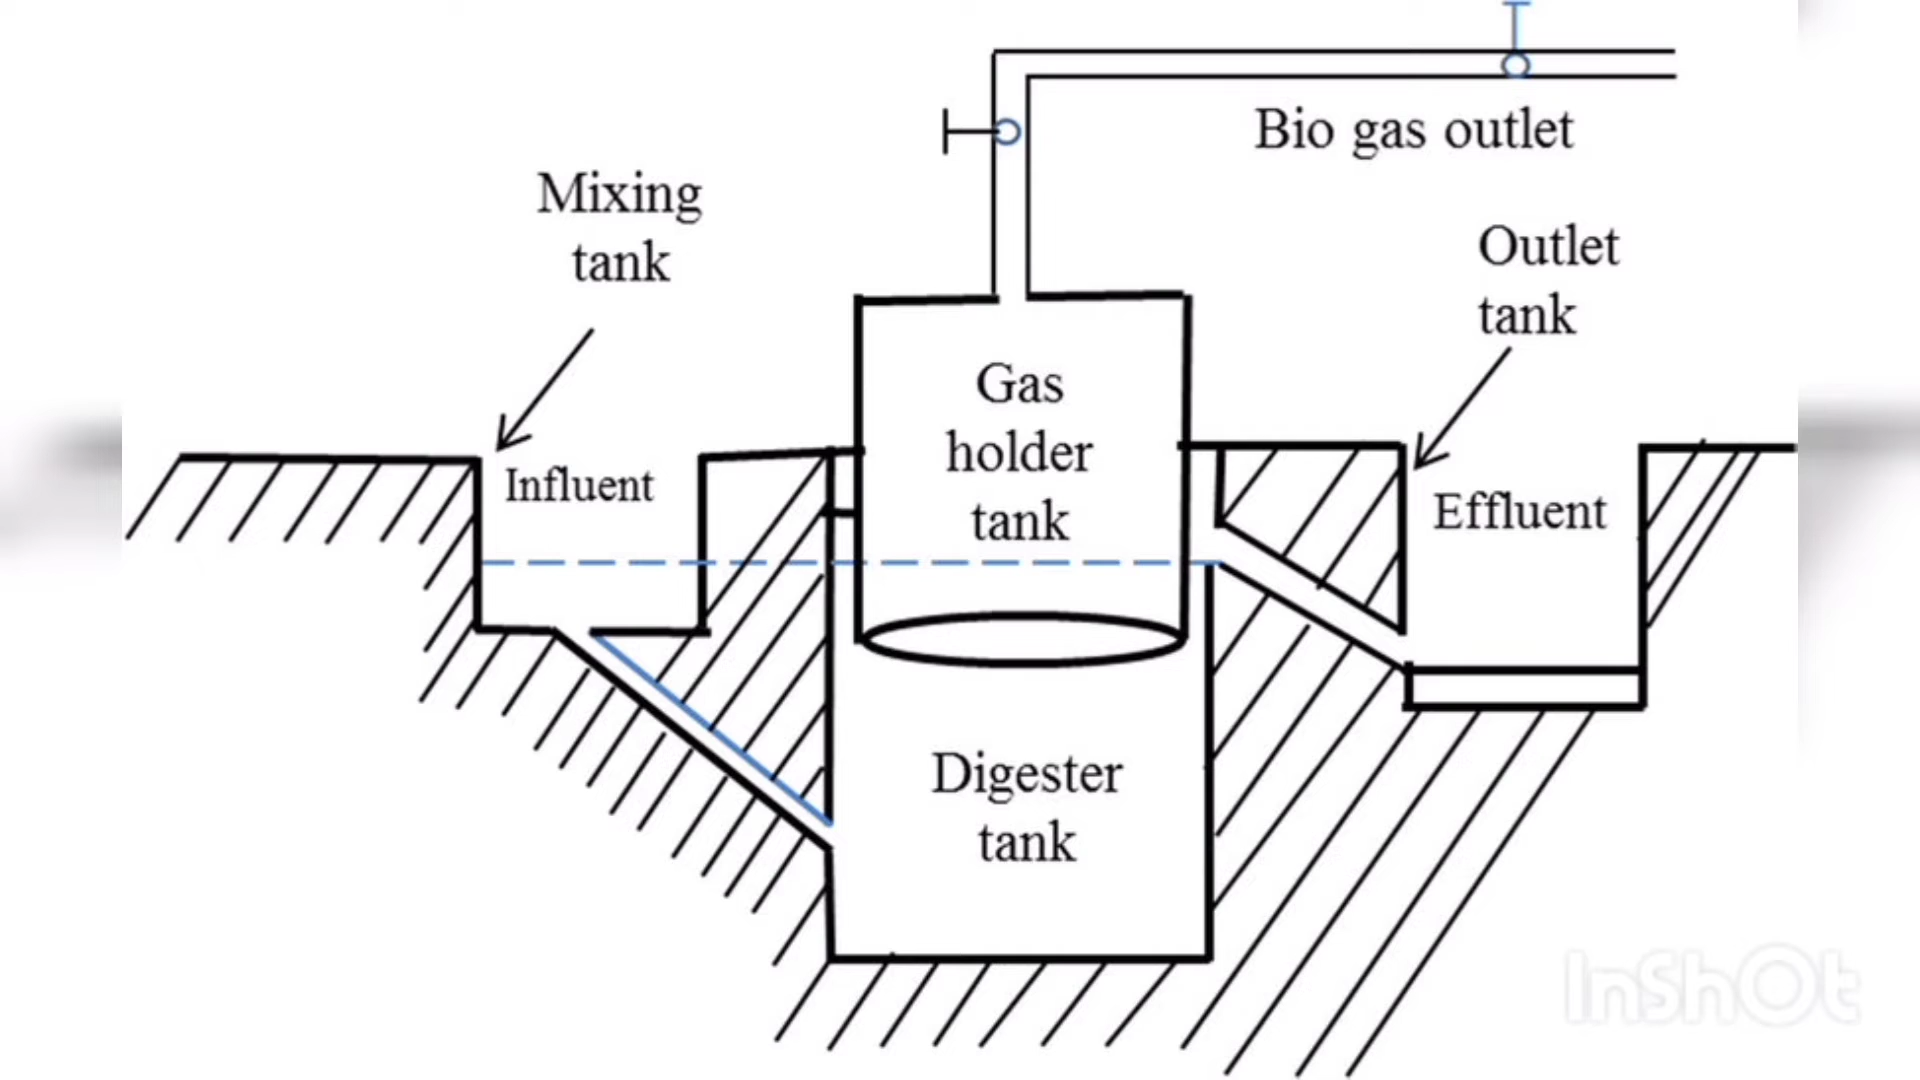 Bio gas outlet
Mixing
tank
Outlet
tank
Gas
holder
tank
Influent
Effluent
Digester
tank
InShOt